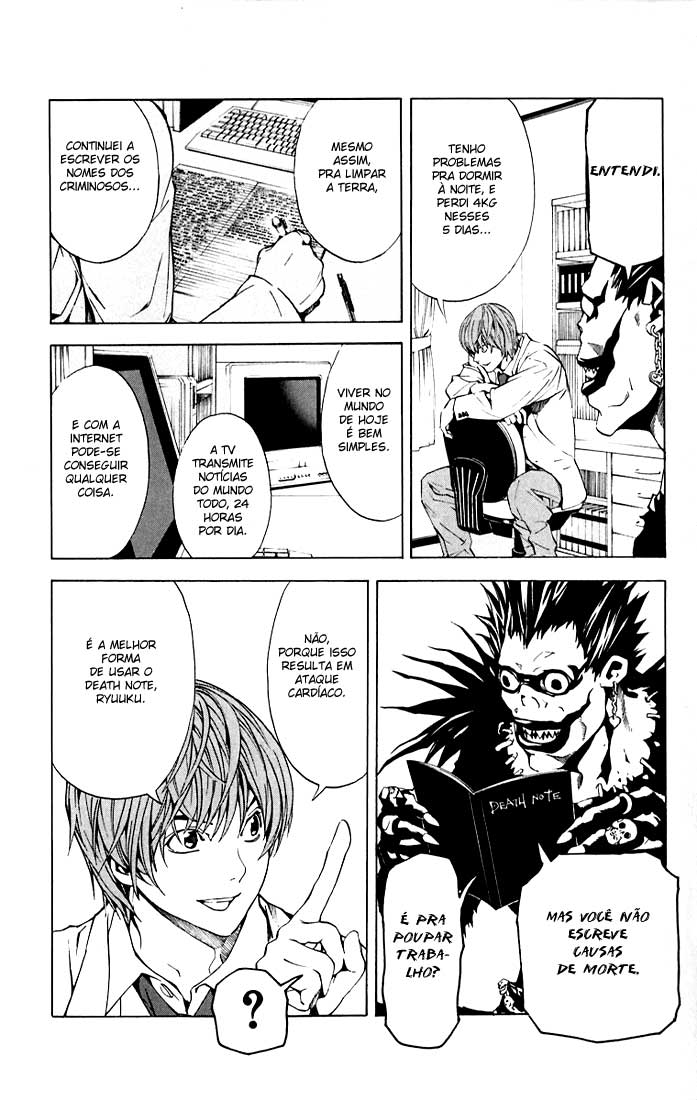 ENTENDI.
TENHO
PROBLEMAS
PRA DORMIR
À NOITE, E
PERDI 4KG
NESSES
5 DIAS...
MESMO
ASSIM,
PRA LIMPAR
A TERRA,
CONTINUEI A
ESCREVER OS
NOMES DOS
CRIMINOSOS...
VIVER NO
MUNDO
DE HOJE
É BEM
SIMPLES.
A TV
TRANSMITE
NOTÍCIAS
DO MUNDO
TODO, 24
HORAS
POR DIA.
E COM A
INTERNET
PODE-SE
CONSEGUIR
QUALQUER
COISA.
DEATH NOTE
MAS VOCÊ NÃO
ESCREVE
CAUSAS
DE MORTE.
É PRA
POUPAR
TRABA-
LHO?
NÃO,
PORQUE ISSO
RESULTA EM
ATAQUE
CARDÍACO.
É A MELHOR
FORMA
DE USAR O
DEATH NOTE,
RYUUKU.
?